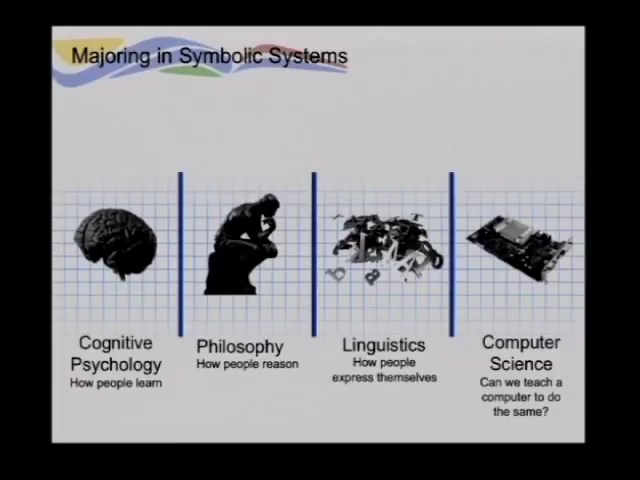 Majoring in Symbolic Systems
Cognitive
Psychology
How people learn
Philosophy
How people reason
Linguistics
How people
express themselves
Computer
Science
Can we teach a
computer to do
the same?